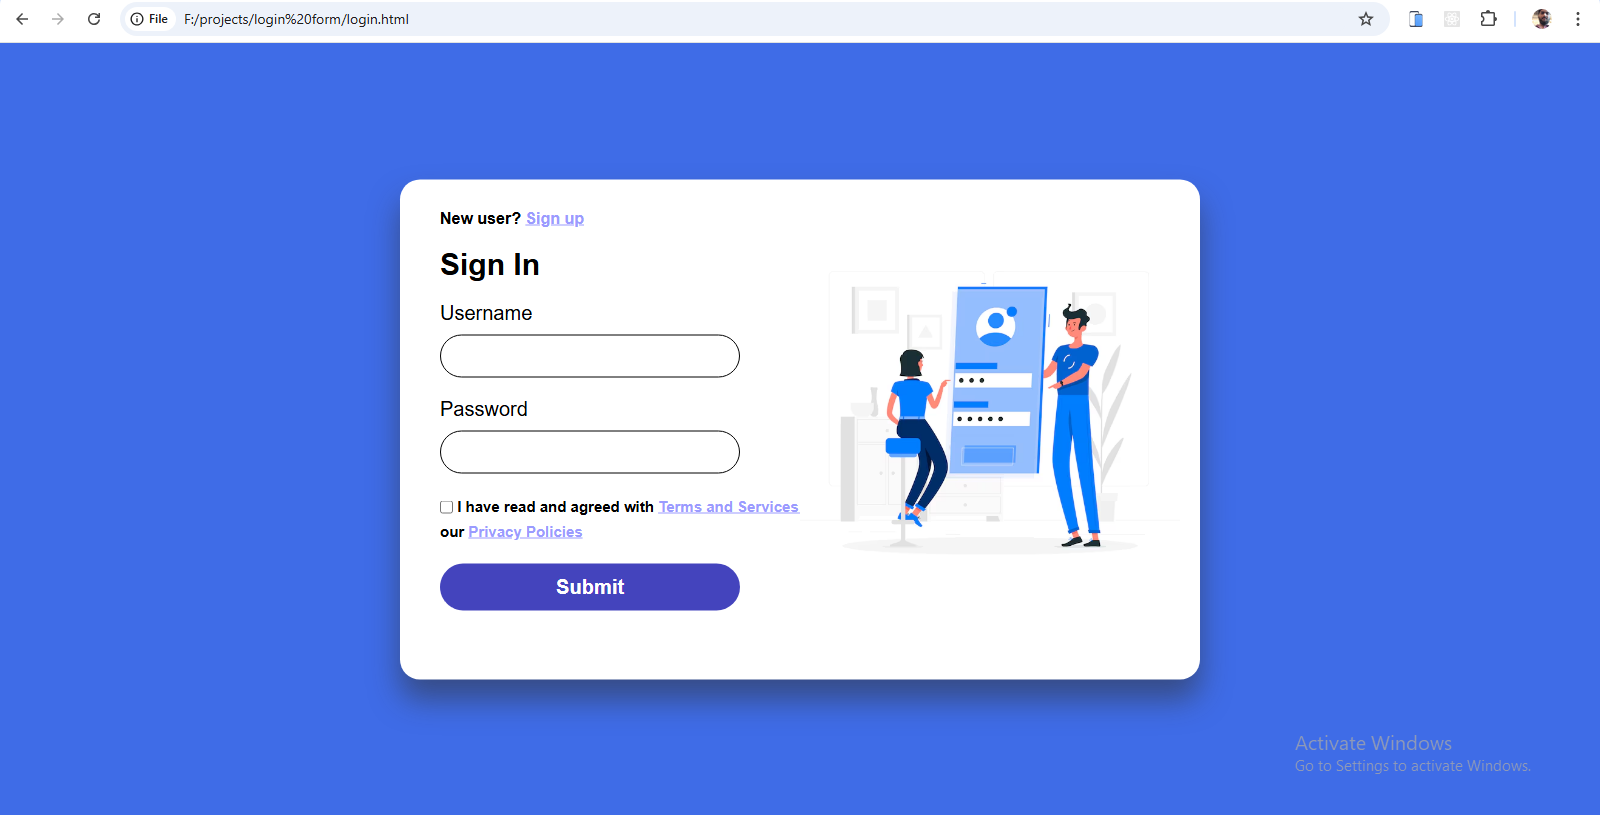 File F:/projects/login%20form/login.html
New user? Sign up
Sign In
Username
Password
I have read and agreed with Terms and Services
our Privacy Policies
Submit
Activate Windows
Go to Settings to activate Windows.